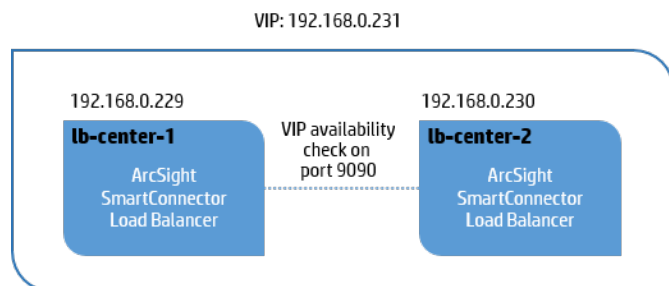 VIP: 192.168.0.231
192.168.0.229
lb-center-1
ArcSight
SmartConnector
Load Balancer
VIP availability
check on
port 9090
192.168.0.230
lb-center-2
ArcSight
SmartConnector
Load Balancer